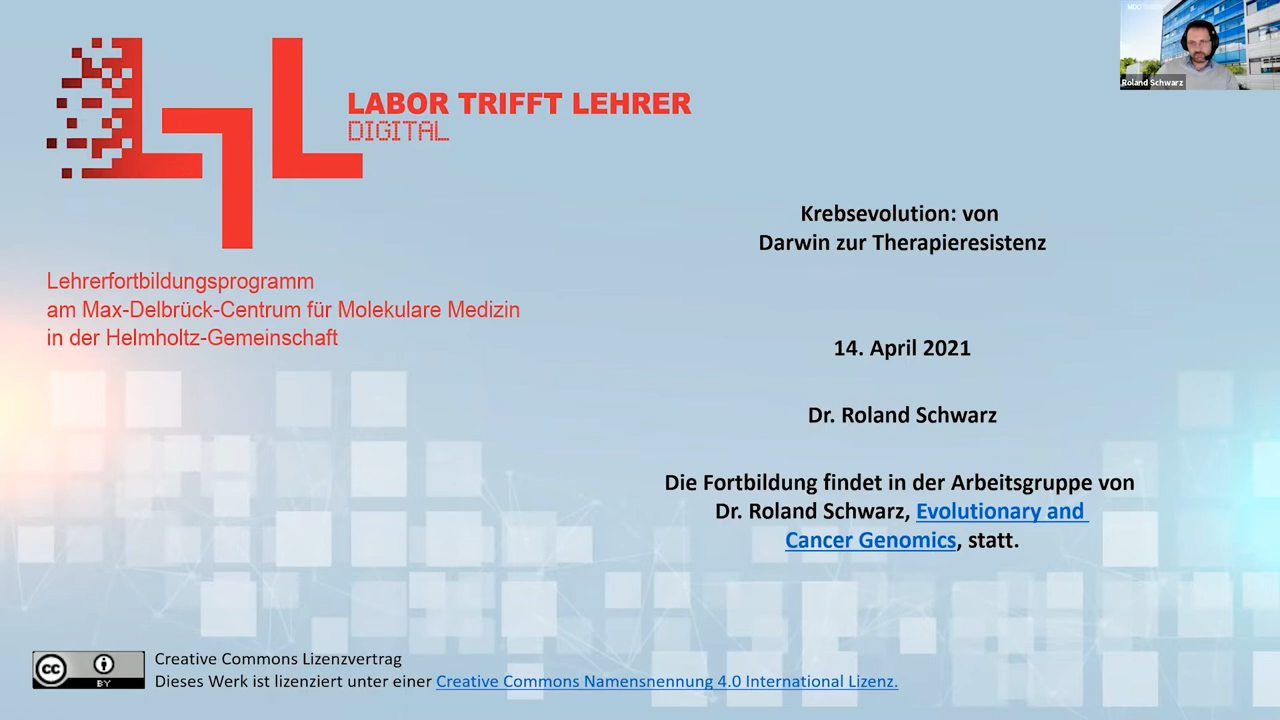 LABOR TRIFFT LEHRER
DIGITAL
Lehrerfortbildungsprogramm
am Max-Delbrück-Centrum für Molekulare Medizin
in der Helmholtz-Gemeinschaft
Krebsevolution: von
Darwin zur Therapieresistenz
14. April 2021
Dr. Roland Schwarz
Die Fortbildung findet in der Arbeitsgruppe von
Dr. Roland Schwarz, Evolutionary and
Cancer Genomics, statt.
MDC
Roland Schwarz
cc
BY
Creative Commons Lizenzvertrag
Dieses Werk ist lizenziert unter einer Creative Commons Namensnennung 4.0 International Lizenz.